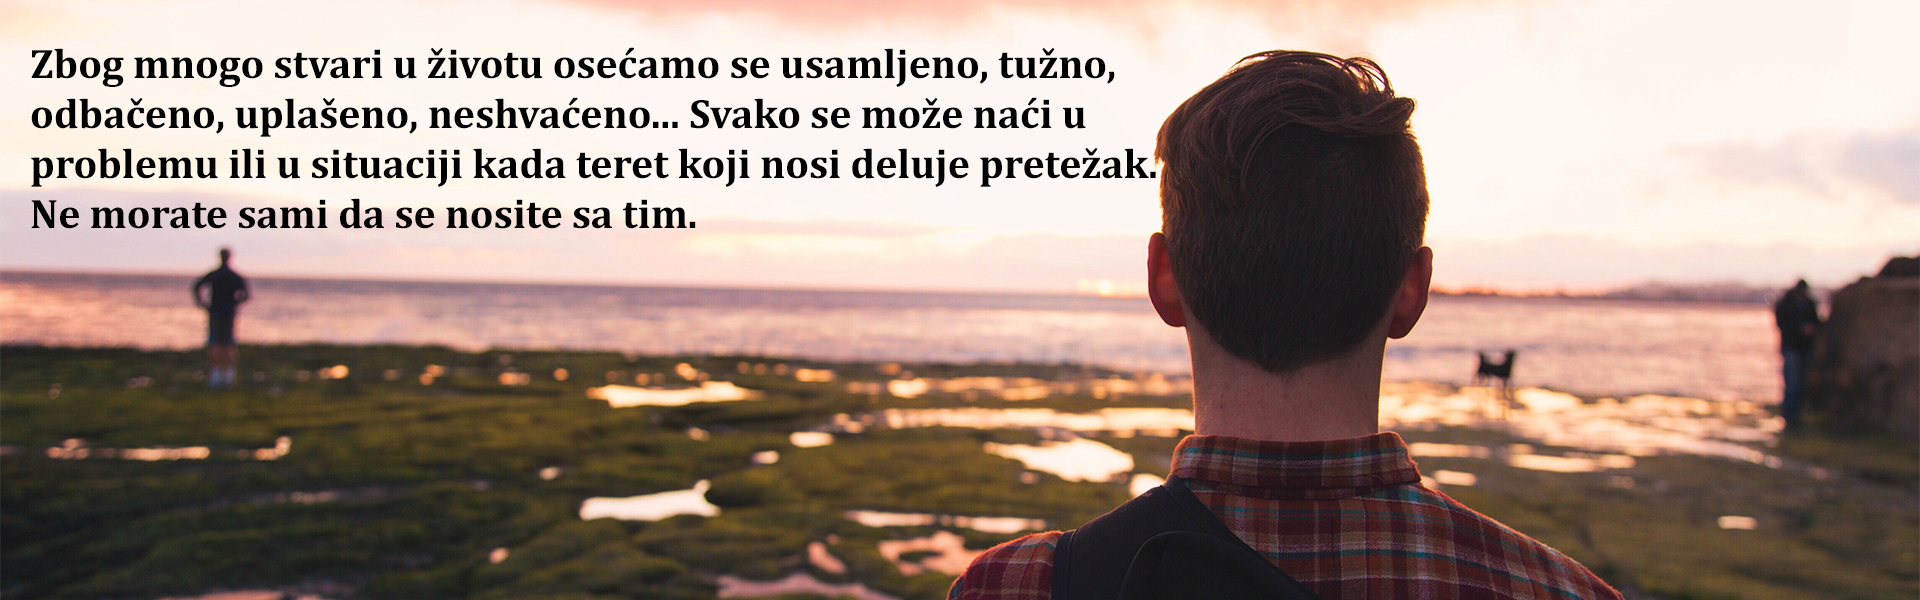 Zbog mnogo stvari u životu osećamo se usamljeno, tužno,
odbačeno, uplašeno, neshvaćeno... Svako se može naći u
problemu ili u situaciji kada teret koji nosi deluje pretežak.
Ne morate sami da se nosite sa tim.